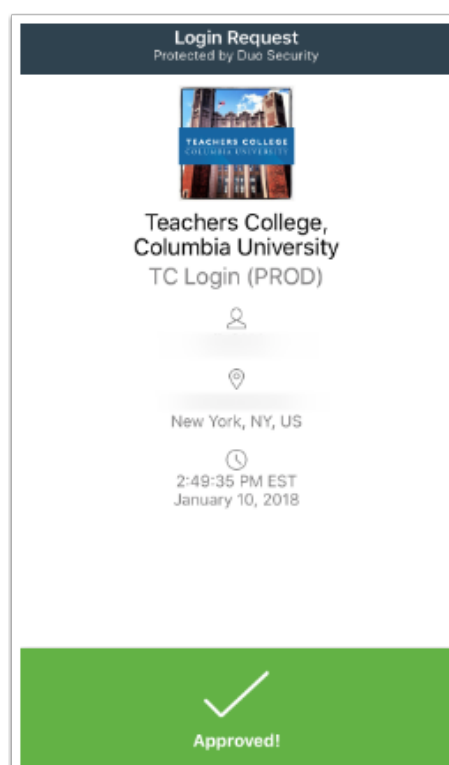 Login Request
Protected by Duo Security
TEACHERS COLLEGE
COLUMBIA UNIVERSITY
Teachers College,
Columbia University
TC Login (PROD)
New York, NY, US
2:49:35 PM EST
January 10, 2018
Approved!